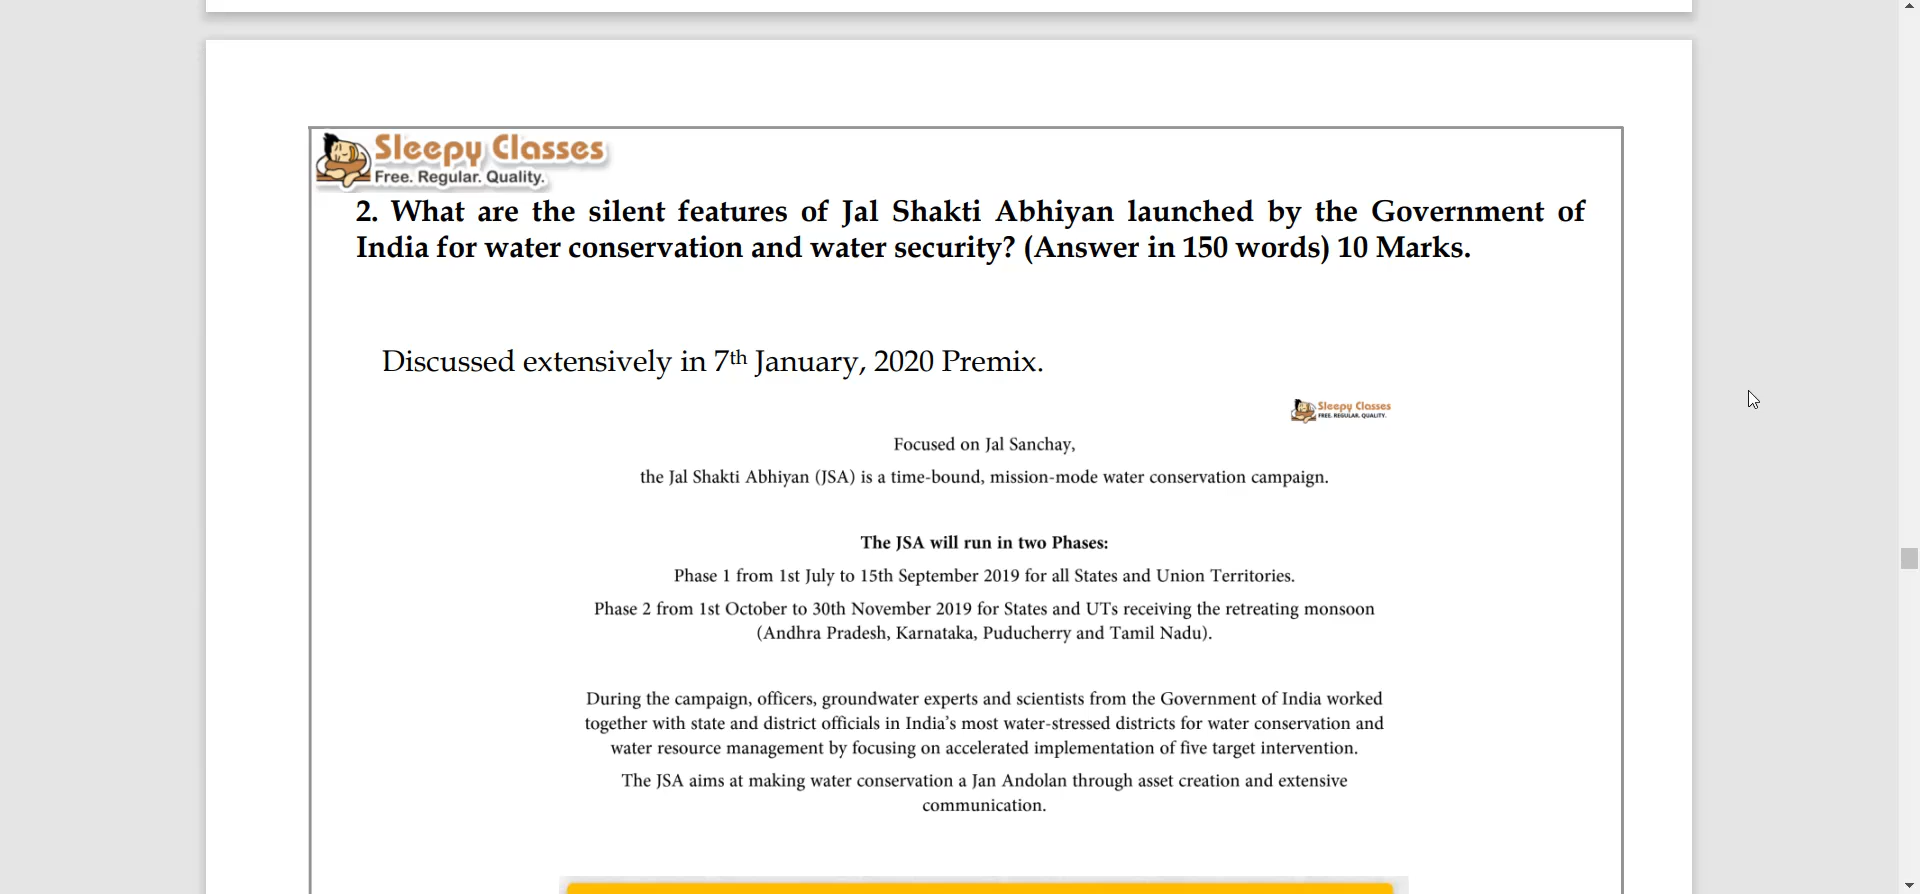 Sleepy Classes
Free. Regular. Quality.
2. What are the silent features of Jal Shakti Abhiyan launched by the Government of
India for water conservation and water security? (Answer in 150 words) 10 Marks.
Discussed extensively in 7th January, 2020 Premix.
Sleepy Classes
FREE. REGULAR. QUALITY.
Focused on Jal Sanchay,
the Jal Shakti Abhiyan (JSA) is a time-bound, mission-mode water conservation campaign.
The JSA will run in two Phases:
Phase 1 from 1st July to 15th September 2019 for all States and Union Territories.
Phase 2 from 1st October to 30th November 2019 for States and UTs receiving the retreating monsoon
(Andhra Pradesh, Karnataka, Puducherry and Tamil Nadu).
During the campaign, officers, groundwater experts and scientists from the Government of India worked
together with state and district officials in India's most water-stressed districts for water conservation and
water resource management by focusing on accelerated implementation of five target intervention.
The JSA aims at making water conservation a Jan Andolan through asset creation and extensive
communication.